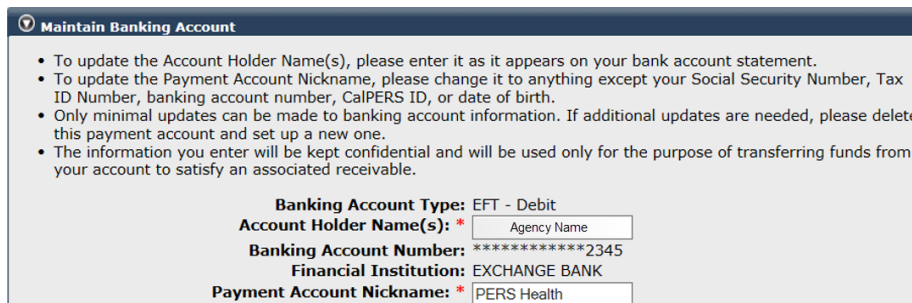 Maintain Banking Account
• To update the Account Holder Name(s), please enter it as it appears on your bank account statement.
• To update the Payment Account Nickname, please change it to anything except your Social Security Number, Tax
ID Number, banking account number, CalPERS ID, or date of birth.
• Only minimal updates can be made to banking account information. If additional updates are needed, please delete
this payment account and set up a new one.
• The information you enter will be kept confidential and will be used only for the purpose of transferring funds from
your account to satisfy an associated receivable.
Banking Account Type: EFT - Debit
Account Holder Name(s): * Agency Name
Banking Account Number: ************2345
Financial Institution: EXCHANGE BANK
Payment Account Nickname: * PERS Health